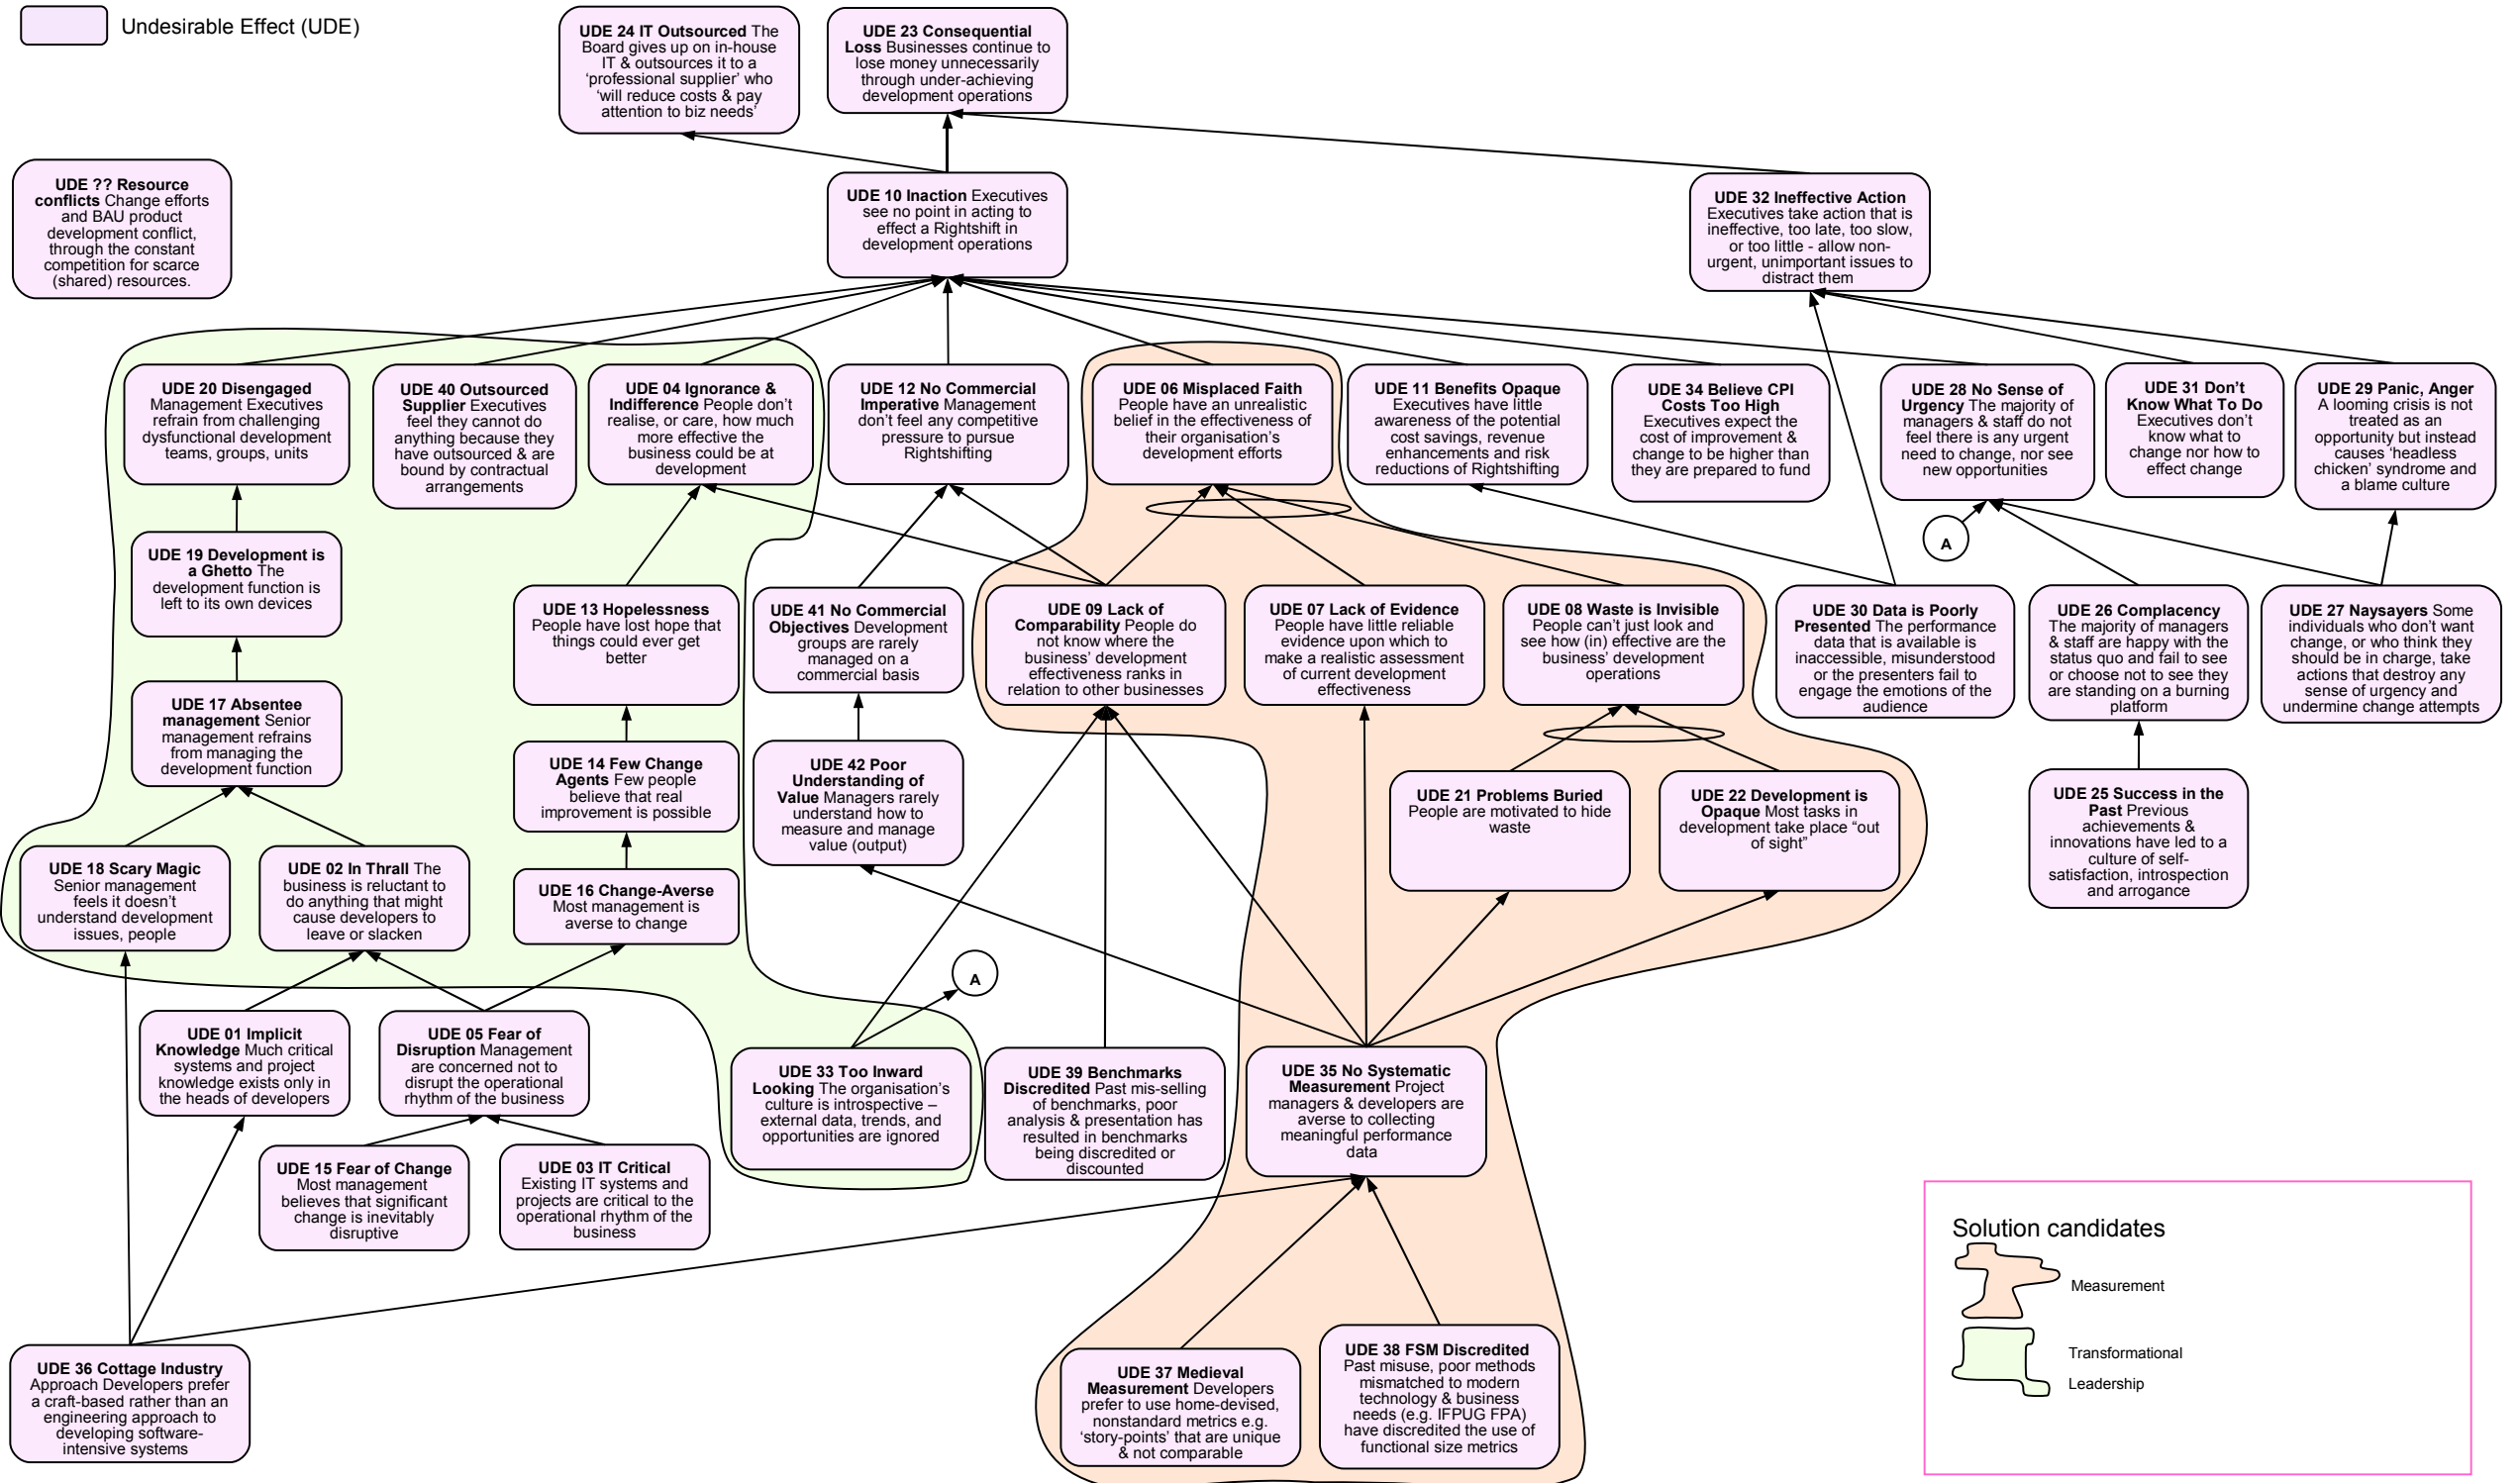 Undesirable Effect (UDE)
UDE 24 IT Outsourced The
Board gives up on in-house
IT & outsources it to a
‘professional supplier’ who
‘will reduce costs & pay
attention to biz needs’
UDE 23 Consequential
Loss Businesses continue to
lose money unnecessarily
through under-achieving
development operations
UDE ?? Resource
conflicts Change efforts
and BAU product
development conflict,
through the constant
competition for scarce
(shared) resources.
UDE 10 Inaction Executives
see no point in acting to
effect a Rightshift in
development operations
UDE 32 Ineffective Action
Executives take action that is
ineffective, too late, too slow,
or too little - allow non-
urgent, unimportant issues to
distract them
UDE 20 Disengaged
Management Executives
refrain from challenging
dysfunctional development
teams, groups, units
UDE 40 Outsourced
Supplier Executives
feel they cannot do
anything because they
have outsourced & are
bound by contractual
arrangements
UDE 04 Ignorance &
Indifference People don’t
realise, or care, how much
more effective the
business could be at
development
UDE 12 No Commercial
Imperative Management
don’t feel any competitive
pressure to pursue
Rightshifting
UDE 06 Misplaced Faith
People have an unrealistic
belief in the effectiveness of
their organisation’s
development efforts
UDE 11 Benefits Opaque
Executives have little
awareness of the potential
cost savings, revenue
enhancements and risk
reductions of Rightshifting
UDE 34 Believe CPI
Costs Too High
Executives expect the
cost of improvement &
change to be higher than
they are prepared to fund
UDE 28 No Sense of
Urgency The majority of
managers & staff do not
feel there is any urgent
need to change, nor see
new opportunities
UDE 31 Don’t
Know What To Do
Executives don’t
know what to
change nor how to
effect change
UDE 29 Panic, Anger
A looming crisis is not
treated as an
opportunity but instead
causes ‘headless
chicken’ syndrome and
a blame culture
A
UDE 19 Development is
a Ghetto The
development function is
left to its own devices
UDE 13 Hopelessness
People have lost hope that
things could ever get
better
UDE 41 No Commercial
Objectives Development
groups are rarely
managed on a
commercial basis
UDE 09 Lack of
Comparability People do
not know where the
business’ development
effectiveness ranks in
relation to other businesses
UDE 07 Lack of Evidence
People have little reliable
evidence upon which to
make a realistic assessment
of current development
effectiveness
UDE 08 Waste is Invisible
People can’t just look and
see how (in) effective are the
business’ development
operations
UDE 30 Data is Poorly
Presented The performance
data that is available is
inaccessible, misunderstood
or the presenters fail to
engage the emotions of the
audience
UDE 26 Complacency
The majority of managers
& staff are happy with the
status quo and fail to see
or choose not to see they
are standing on a burning
platform
UDE 27 Naysayers Some
individuals who don’t want
change, or who think they
should be in charge, take
actions that destroy any
sense of urgency and
undermine change attempts
UDE 17 Absentee
management Senior
management refrains
from managing the
development function
UDE 14 Few Change
Agents Few people
believe that real
improvement is possible
UDE 42 Poor
Understanding of
Value Managers rarely
understand how to
measure and manage
value (output)
UDE 21 Problems Buried
People are motivated to hide
waste
UDE 22 Development is
Opaque Most tasks in
development take place “out
of sight”
UDE 25 Success in the
Past Previous
achievements &
innovations have led to a
culture of self-
satisfaction, introspection
and arrogance
UDE 18 Scary Magic
Senior management
feels it doesn’t
understand development
issues, people
UDE 02 In Thrall The
business is reluctant to
do anything that might
cause developers to
leave or slacken
UDE 16 Change-Averse
Most management is
averse to change
A
UDE 01 Implicit
Knowledge Much critical
systems and project
knowledge exists only in
the heads of developers
UDE 05 Fear of
Disruption Management
are concerned not to
disrupt the operational
rhythm of the business
UDE 33 Too Inward
Looking The organisation’s
culture is introspective –
external data, trends, and
opportunities are ignored
UDE 39 Benchmarks
Discredited Past mis-selling
of benchmarks, poor
analysis & presentation has
resulted in benchmarks
being discredited or
discounted
UDE 35 No Systematic
Measurement Project
managers & developers are
averse to collecting
meaningful performance
data
UDE 15 Fear of Change
Most management
believes that significant
change is inevitably
disruptive
UDE 03 IT Critical
Existing IT systems and
projects are critical to the
operational rhythm of the
business
UDE 36 Cottage Industry
Approach Developers prefer
a craft-based rather than an
engineering approach to
developing software-
intensive systems
UDE 37 Medieval
Measurement Developers
prefer to use home-devised,
nonstandard metrics e.g.
‘story-points’ that are unique
& not comparable
UDE 38 FSM Discredited
Past misuse, poor methods
mismatched to modern
technology & business
needs (e.g. IFPUG FPA)
have discredited the use of
functional size metrics
Solution candidates
Measurement
Transformational
Leadership